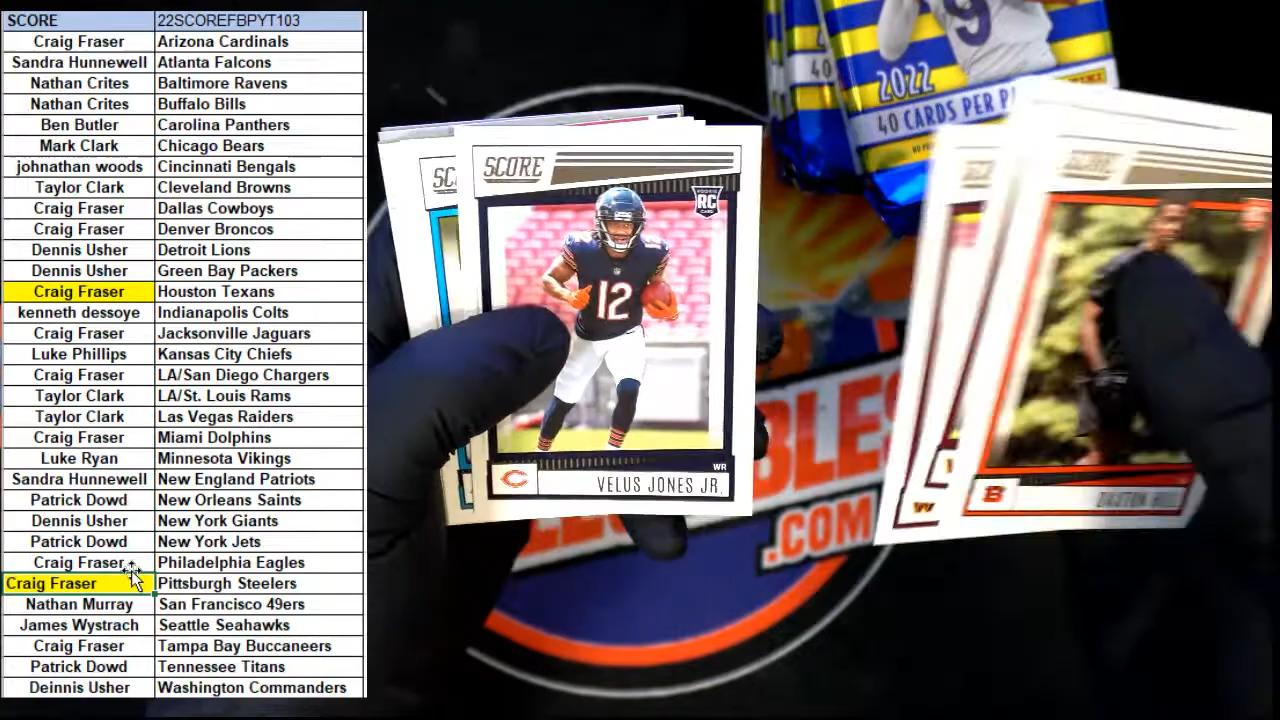 SCORE 22SCOREFBPYT103
Craig Fraser Arizona Cardinals
Sandra Hunnewell Atlanta Falcons
Nathan Crites Baltimore Ravens
Nathan Crites Buffalo Bills
Ben Butler Carolina Panthers
Mark Clark Chicago Bears
johnathan woods Cincinnati Bengals
Taylor Clark Cleveland Browns
Craig Fraser Dallas Cowboys
Craig Fraser Denver Broncos
Dennis Usher Detroit Lions
Dennis Usher Green Bay Packers
Craig Fraser Houston Texans
kenneth dessoye Indianapolis Colts
Craig Fraser Jacksonville Jaguars
Luke Phillips Kansas City Chiefs
Craig Fraser LA/San Diego Chargers
Taylor Clark LA/St. Louis Rams
Taylor Clark Las Vegas Raiders
Craig Fraser Miami Dolphins
Luke Ryan Minnesota Vikings
Sandra Hunnewell New England Patriots
Patrick Dowd New Orleans Saints
Dennis Usher New York Giants
Patrick Dowd New York Jets
Craig Fraser Philadelphia Eagles
Craig Fraser Pittsburgh Steelers
Nathan Murray San Francisco 49ers
James Wystrach Seattle Seahawks
Craig Fraser Tampa Bay Buccaneers
Patrick Dowd Tennessee Titans
Deinnis Usher Washington Commanders
9
2022
40 CARDS PER
40
SCORE
ROOKIE
RC
CARD
12
WR
C
VELUS JONES JR.
SCORE
B
W
.COM